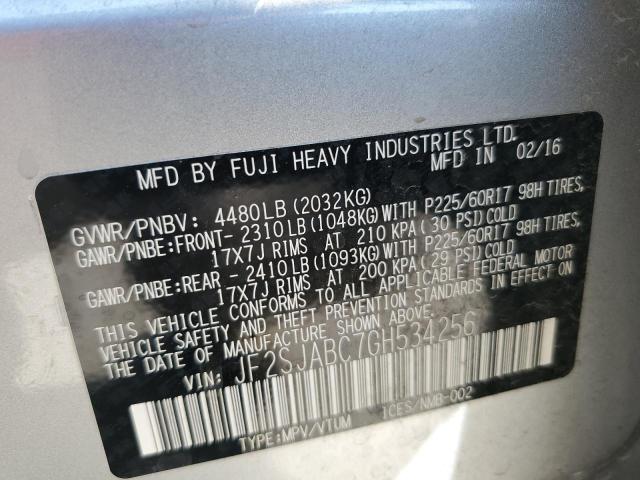 MFD BY FUJI HEAVY INDUSTRIES LTD.
MFD IN 02/16
GVWR/PNBV: 4480LB (2032KG)
GAWR/PNBE:FRONT- 2310LB (1048KG)WITH P225/60R17 98H TIRES,
17X7J RIMS AT 210 KPA ( 30 PSI)COLD
GAWR/PNBE:REAR - 2410LB (1093KG)WITH P225/60R17 98H TIRES,
17X7J RIMS AT 200 KPA ( 29 PSI)COLD
THIS VEHICLE CONFORMS TO ALL APPLICABLE FEDERAL MOTOR
VEHICLE SAFETY AND THEFT PREVENTION STANDARDS IN EFFECT ON
THE DATE OF MANUFACTURE SHOWN ABOVE.
VIN: JF2SJABC7GH534256
TYPE:MPV/VTUM ICES/NMB-002